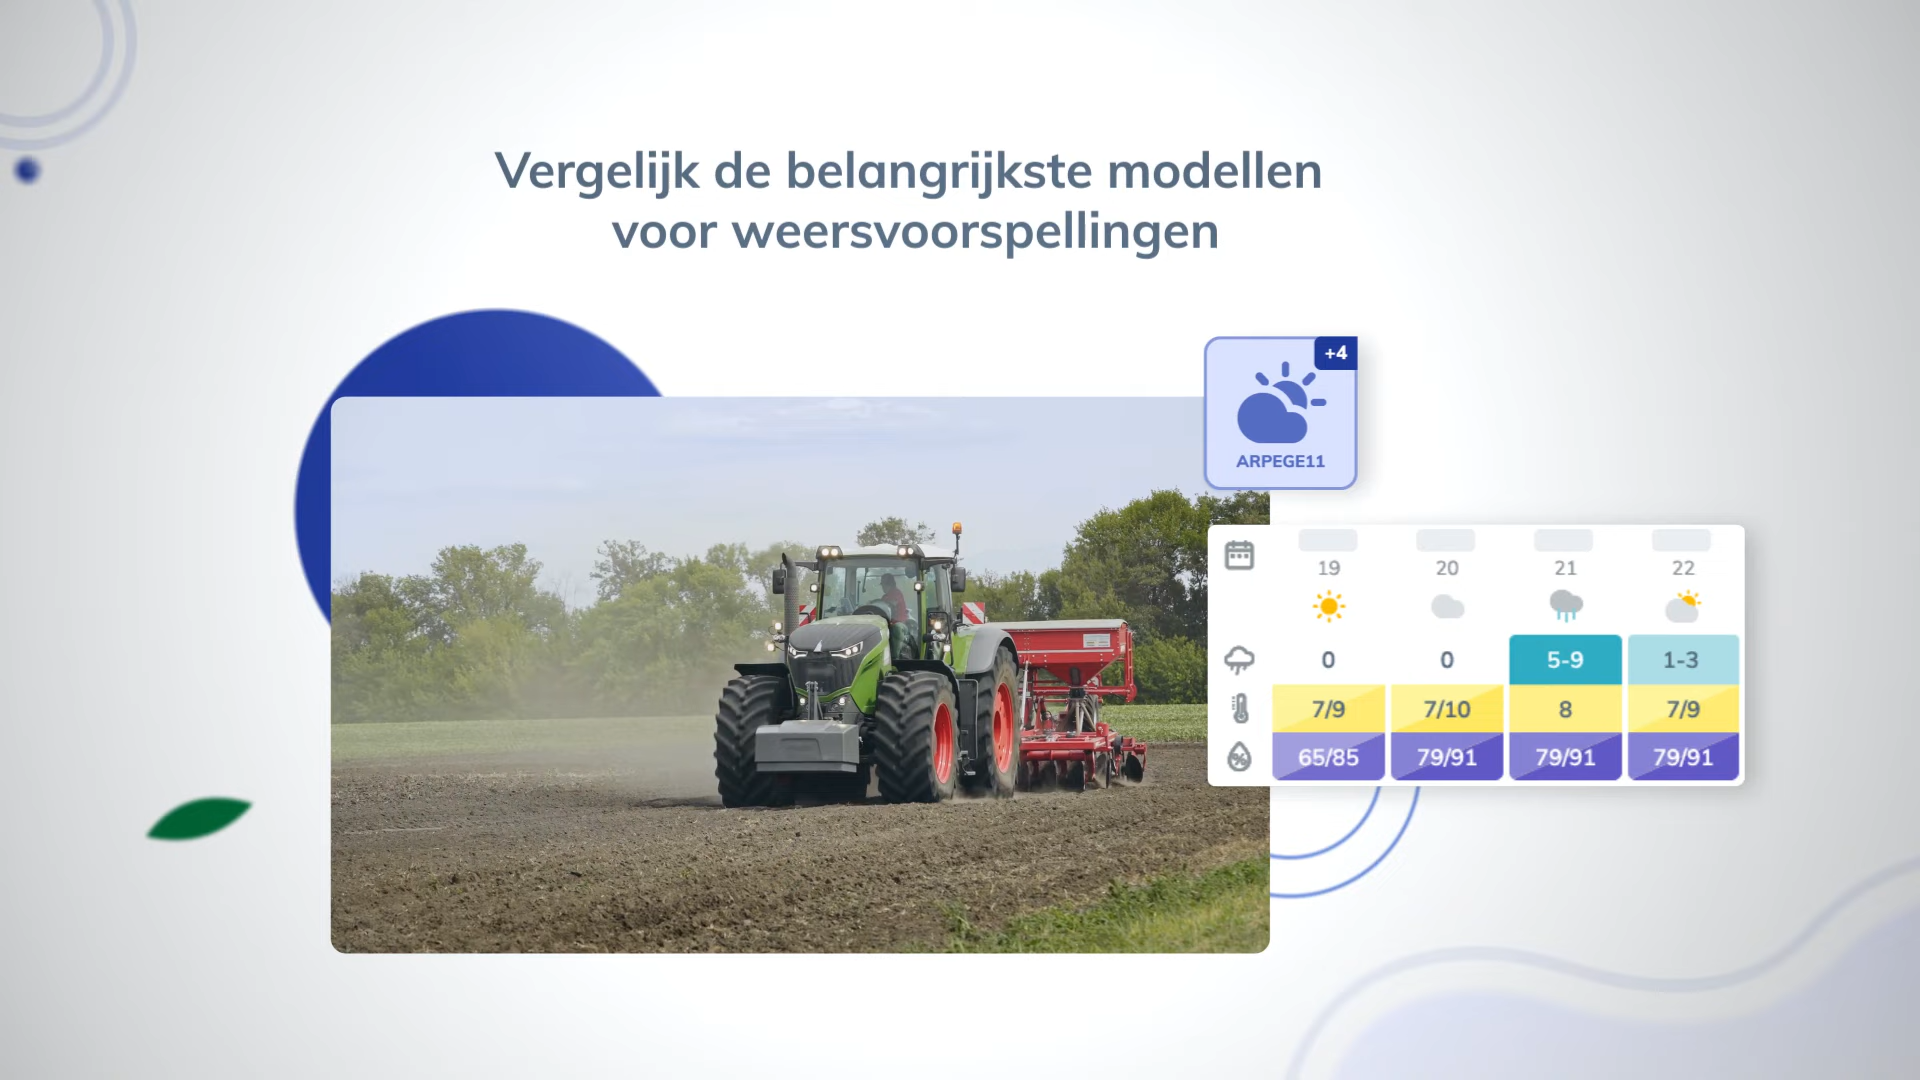 Vergelijk de belangrijkste modellen
voor weersvoorspellingen
+4
ARPEGE11
19 20 21 22
0 0 5-9 1-3
7/9 7/10 8 7/9
65/85 79/91 79/91 79/91